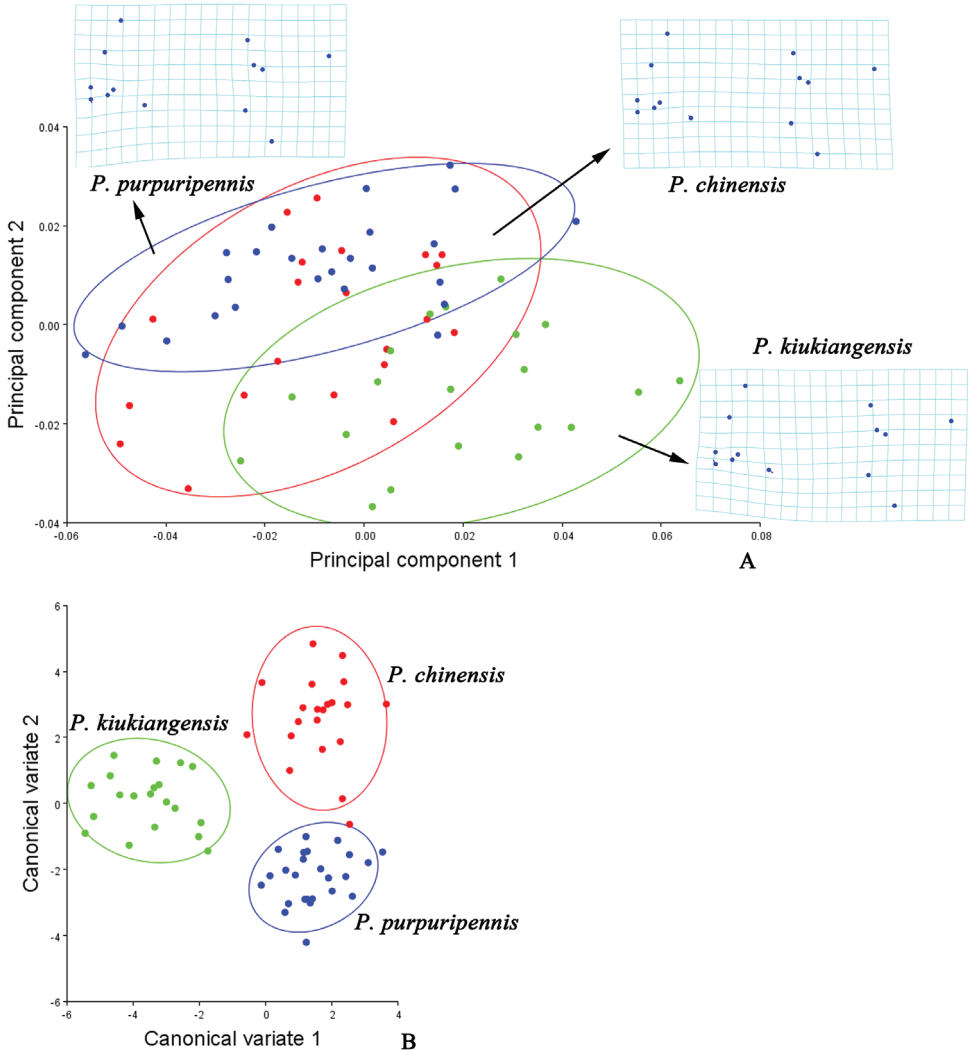 P. purpuripennis
P. chinensis
P. kiukiangensis
0.04
0.02
0.00
-0.02
-0.04
Principal component 2
-0.06
-0.04
-0.02
0.00
0.02
0.04
0.06
0.08
Principal component 1
A
6
4
2
0
-2
-4
-6
Canonical variate 2
P. chinensis
P. kiukiangensis
P. purpuripennis
-6
-4
-2
0
2
4
Canonical variate 1
B